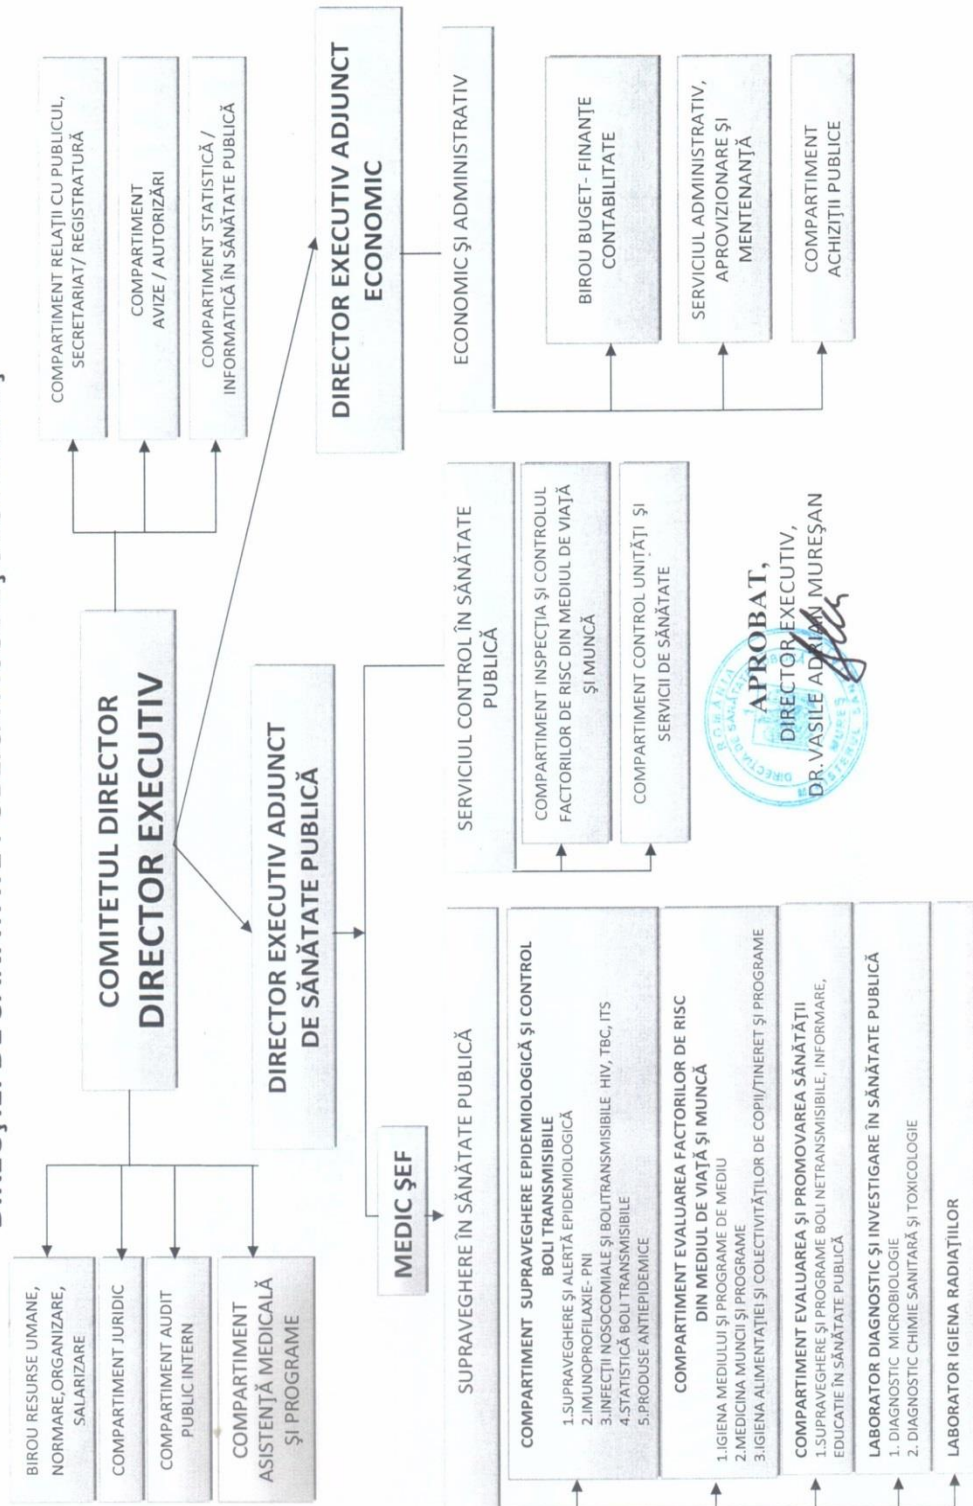 COMITETUL DIRECTOR
DIRECTOR EXECUTIV
BIROU RESURSE UMANE,
NORMARE,ORGANIZARE,
SALARIZARE
COMPARTIMENT JURIDIC
COMPARTIMENT AUDIT
PUBLIC INTERN
COMPARTIMENT
ASISTENȚĂ MEDICALĂ
ȘI PROGRAME
COMPARTIMENT RELAȚII CU PUBLICUL,
SECRETARIAT/ REGISTRATURĂ
COMPARTIMENT
AVIZE / AUTORIZĂRI
COMPARTIMENT STATISTICĂ /
INFORMATICĂ ÎN SĂNĂTATE PUBLICĂ
DIRECTOR EXECUTIV ADJUNCT
DE SĂNĂTATE PUBLICĂ
DIRECTOR EXECUTIV ADJUNCT
ECONOMIC
MEDIC ȘEF
SUPRAVEGHERE ÎN SĂNĂTATE PUBLICĂ
COMPARTIMENT SUPRAVEGHERE EPIDEMIOLOGICĂ ȘI CONTROL
BOLI TRANSMISIBILE
1.SUPRAVEGHERE ȘI ALERTĂ EPIDEMIOLOGICĂ
2.IMUNOPROFILAXIE- PNI
3.INFECȚII NOSOCOMIALE ȘI BOLITRANSMISIBILE HIV, TBC, ITS
4.STATISTICĂ BOLI TRANSMISIBILE
5.PRODUSE ANTIEPIDEMICE
COMPARTIMENT EVALUAREA FACTORILOR DE RISC
DIN MEDIUL DE VIAȚĂ ȘI MUNCĂ
1.IGIENA MEDIULUI ȘI PROGRAME DE MEDIU
2.MEDICINA MUNCII ȘI PROGRAME
3.IGIENA ALIMENTAȚIEI ȘI COLECTIVITĂȚILOR DE COPII/TINERET ȘI PROGRAME
COMPARTIMENT EVALUAREA ȘI PROMOVAREA SĂNĂTĂȚII
1.SUPRAVEGHERE ȘI PROGRAME BOLI NETRANSMISIBILE, INFORMARE,
EDUCATIE ÎN SĂNĂTATE PUBLICĂ
LABORATOR DIAGNOSTIC ȘI INVESTIGARE ÎN SĂNĂTATE PUBLICĂ
1. DIAGNOSTIC MICROBIOLOGIE
2. DIAGNOSTIC CHIMIE SANITARĂ ȘI TOXICOLOGIE
LABORATOR IGIENA RADIAȚIILOR
SERVICIUL CONTROL ÎN SĂNĂTATE
PUBLICĂ
COMPARTIMENT INSPECȚIA ȘI CONTROLUL
FACTORILOR DE RISC DIN MEDIUL DE VIAȚĂ
ȘI MUNCĂ
COMPARTIMENT CONTROL UNITĂȚI ȘI
SERVICII DE SĂNĂTATE
ECONOMIC ȘI ADMINISTRATIV
BIROU BUGET- FINANȚE
CONTABILITATE
SERVICIUL ADMINISTRATIV,
APROVIZIONARE ȘI
MENTENANȚĂ
COMPARTIMENT
ACHIZIȚII PUBLICE
APROBAT,
DIRECTOR EXECUTIV,
DR.VASILE ADRIAN MUREȘAN
ROMÂNIA
MUREȘ